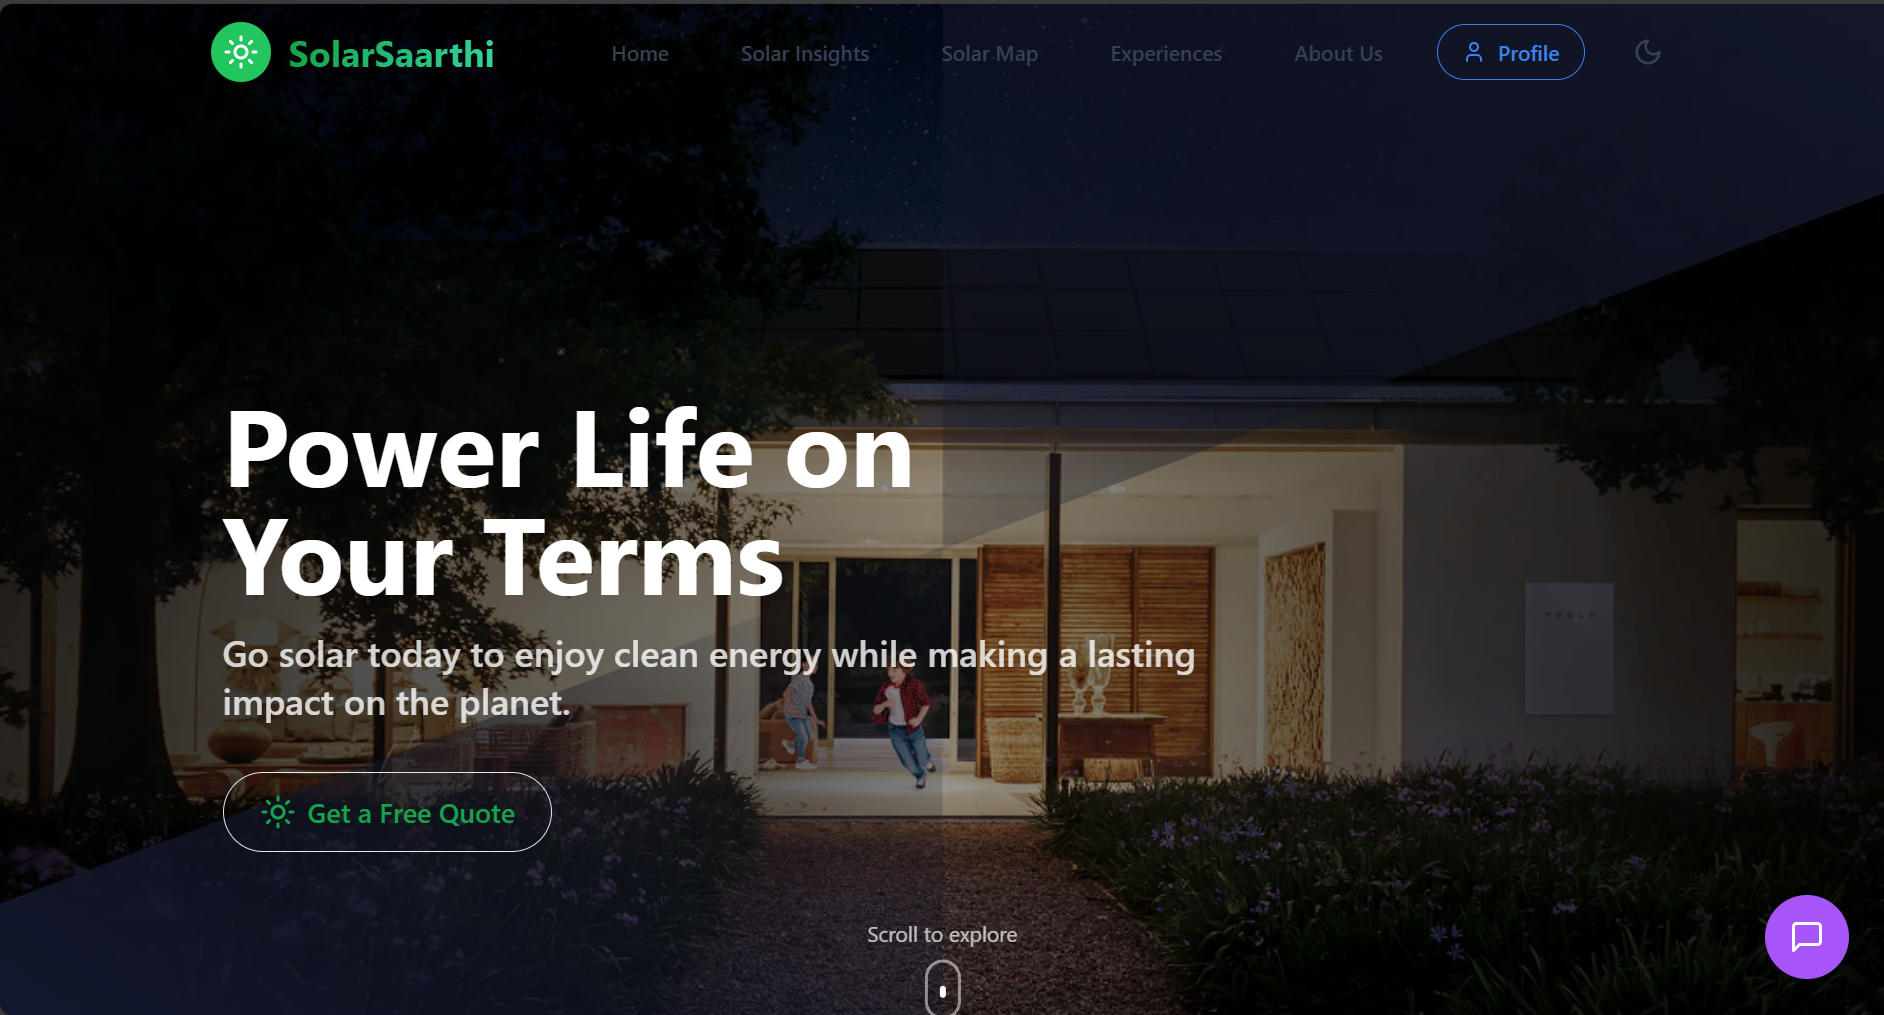 SolarSaarthi
Home
Solar Insights
Solar Map
Experiences
About Us
Profile
Power Life on
Your Terms
Go solar today to enjoy clean energy while making a lasting
impact on the planet.
TESLA
Get a Free Quote
Scroll to explore